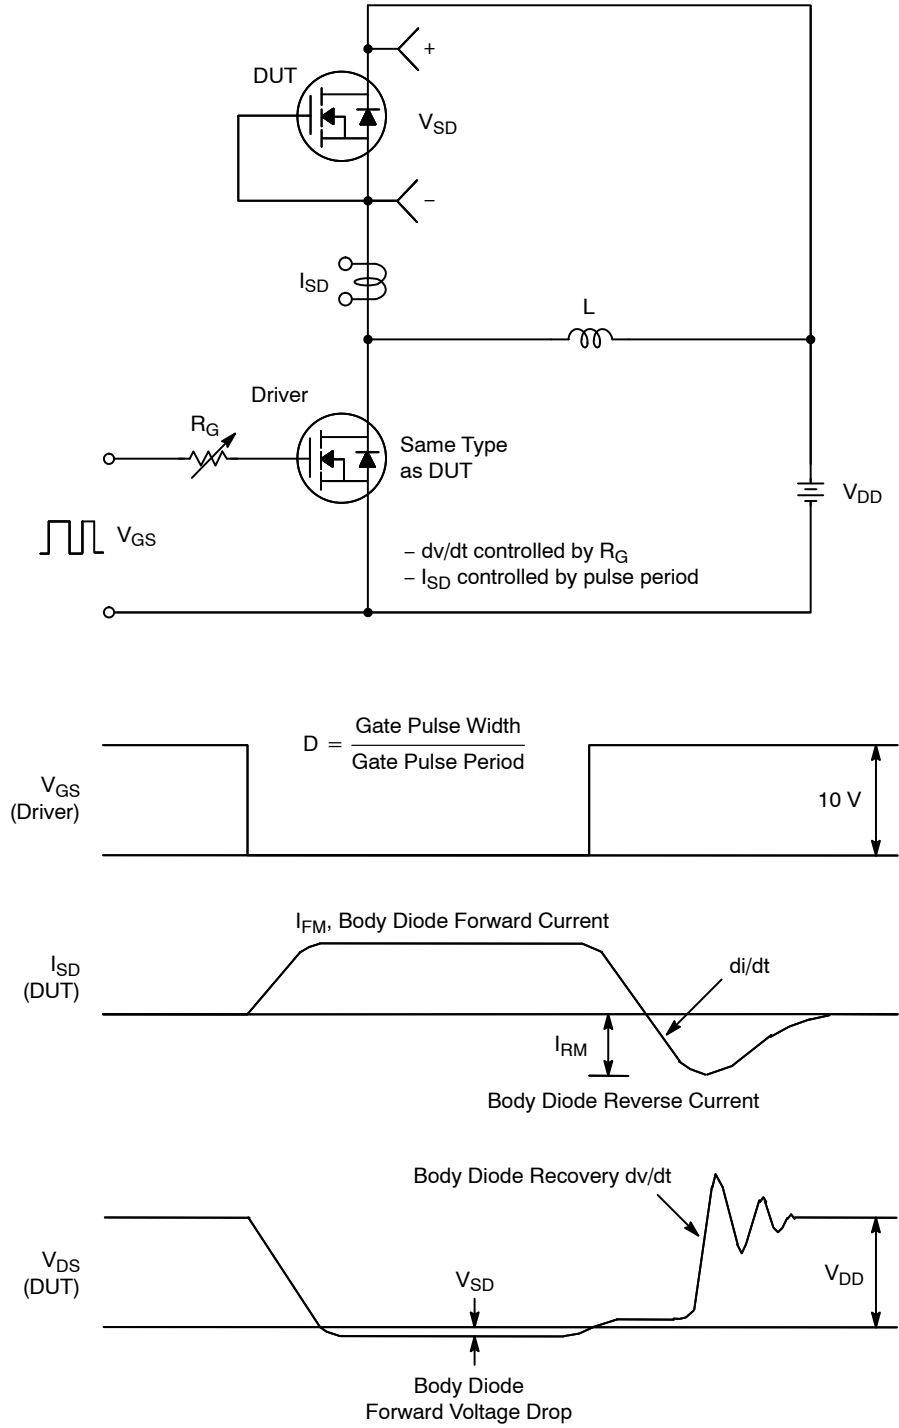 +
DUT
V_SD
−
I_SD
L
Driver
R_G
Same Type
as DUT
V_DD
V_GS
− dv/dt controlled by R_G
− I_SD controlled by pulse period
D = Gate Pulse Width
Gate Pulse Period
V_GS
(Driver)
10 V
I_FM, Body Diode Forward Current
I_SD
(DUT)
di/dt
I_RM
Body Diode Reverse Current
Body Diode Recovery dv/dt
V_DS
(DUT)
V_SD
V_DD
Body Diode
Forward Voltage Drop